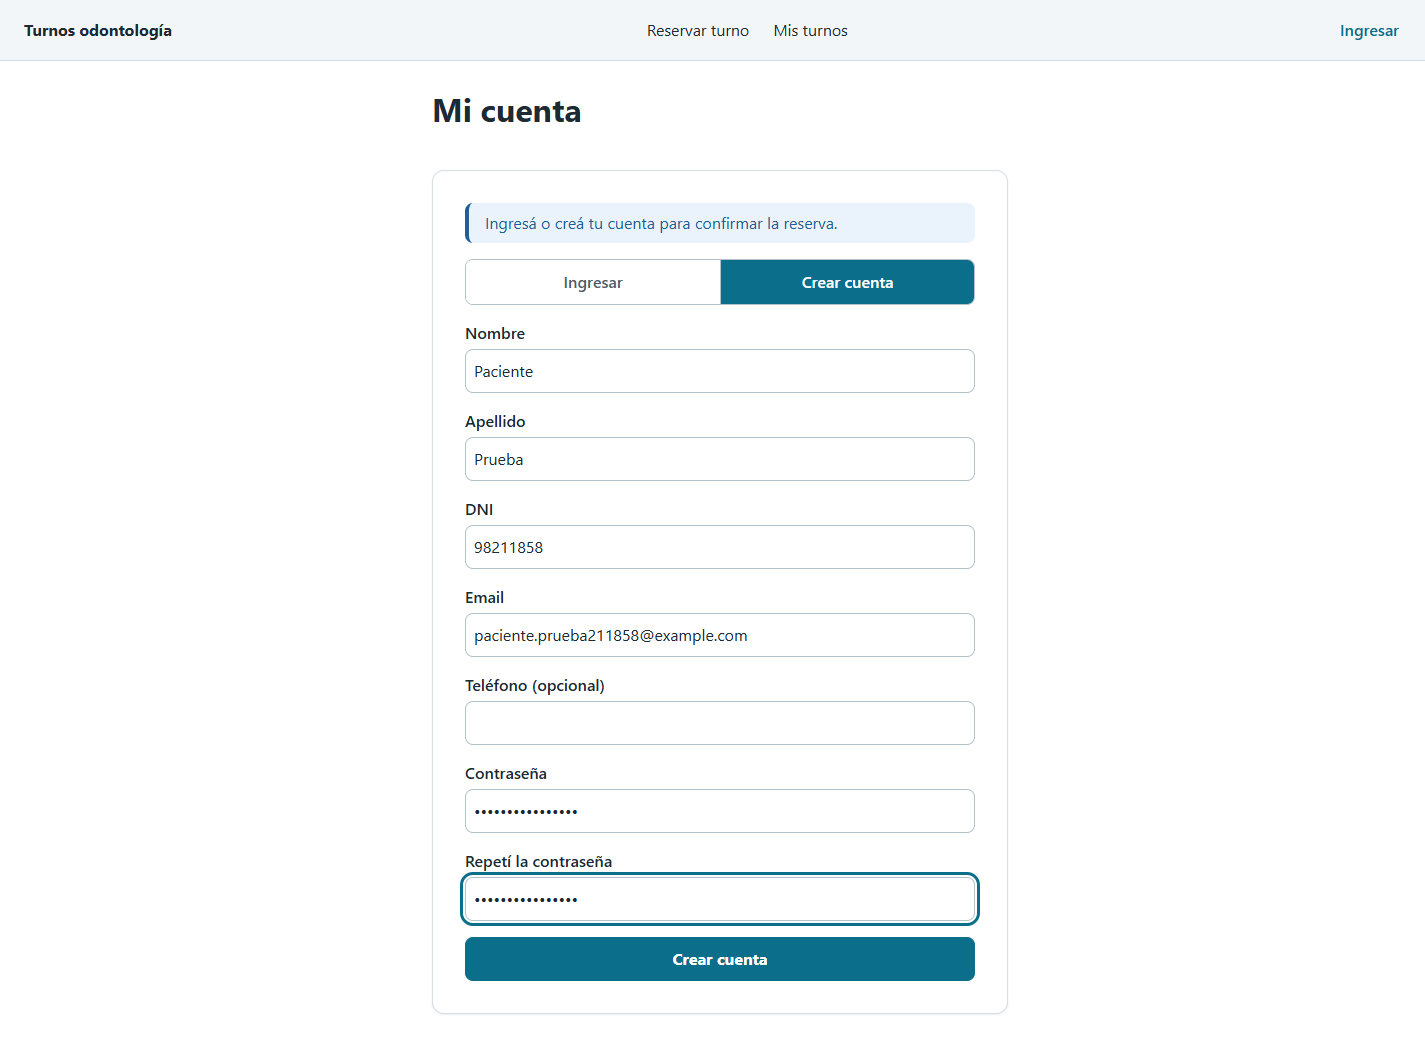 Turnos odontología
Reservar turno
Mis turnos
Ingresar
Mi cuenta
Ingresá o creá tu cuenta para confirmar la reserva.
Ingresar
Crear cuenta
Nombre
Paciente
Apellido
Prueba
DNI
98211858
Email
paciente.prueba211858@example.com
Teléfono (opcional)
Contraseña
••••••••••••••••
Repetí la contraseña
••••••••••••••••
Crear cuenta